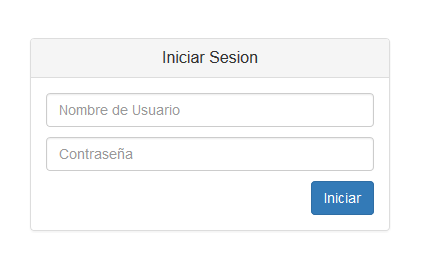 Iniciar Sesion
Nombre de Usuario
Contraseña
Iniciar